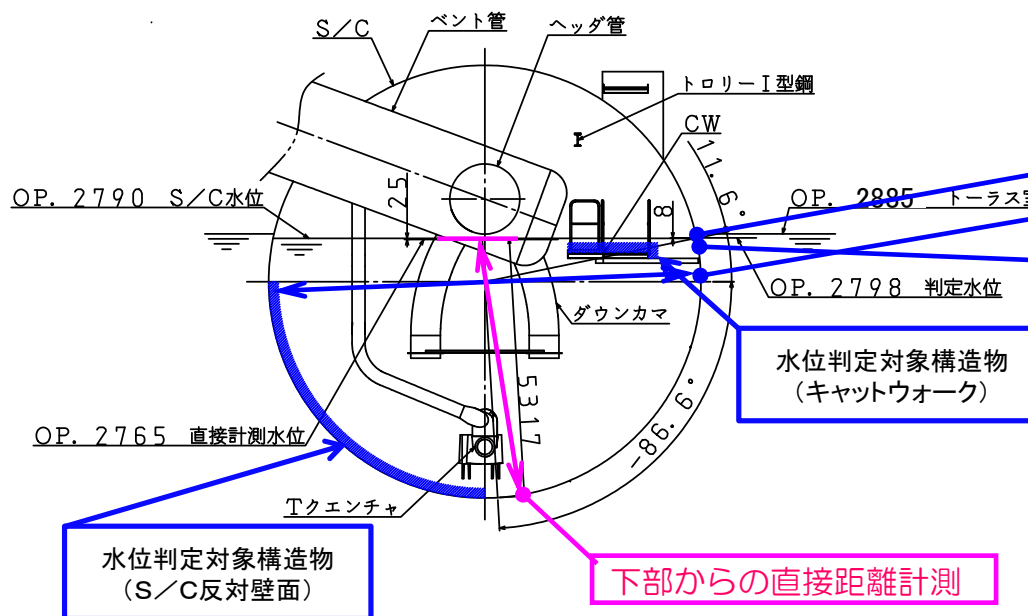 S/C
ベント管
ヘッダ管
トロリーI型鋼
CW
11.6°
OP. 2790 S/C水位
25
8
OP. 2885 トーラス室
OP. 2798 判定水位
ダウンカマ
水位判定対象構造物
（キャットウォーク）
5317
-86.6°
OP. 2765 直接計測水位
Tクエンチャ
水位判定対象構造物
（S／C反対壁面）
下部からの直接距離計測